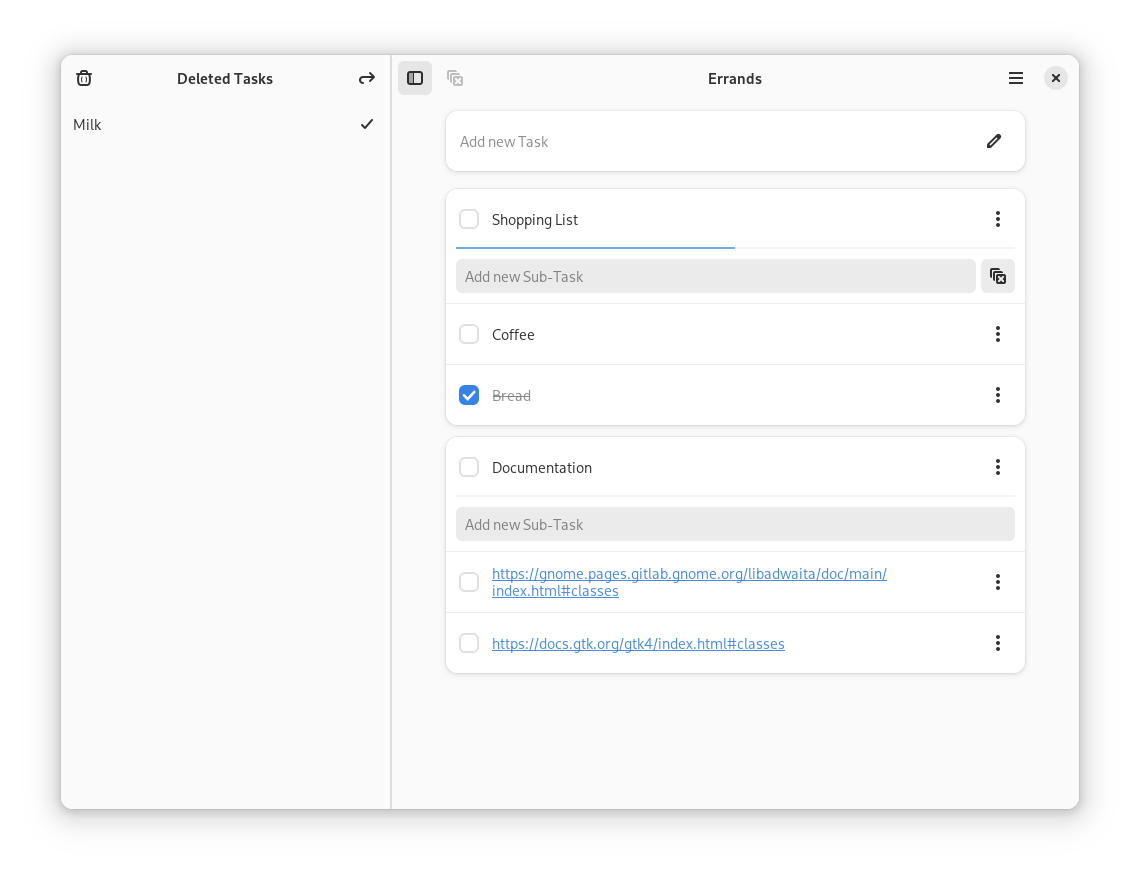 Deleted Tasks
Milk
Errands
Add new Task
Shopping List
Add new Sub-Task
Coffee
Bread
Documentation
Add new Sub-Task
https://gnome.pages.gitlab.gnome.org/libadwaita/doc/main/
index.html#classes
https://docs.gtk.org/gtk4/index.html#classes